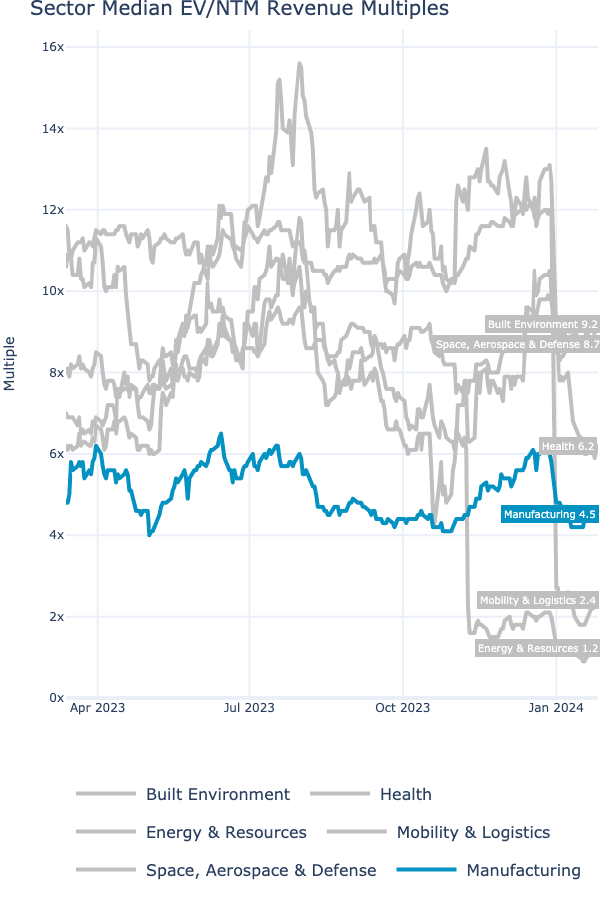 Sector Median EV/NTM Revenue Multiples
16x
14x
12x
10x
8x
6x
4x
2x
0x
Multiple
Built Environment 9.2
Space, Aerospace & Defense 8.7
Health 6.2
Manufacturing 4.5
Mobility & Logistics 2.4
Energy & Resources 1.2
Apr 2023 Jul 2023 Oct 2023 Jan 2024
Built Environment Health
Energy & Resources Mobility & Logistics
Space, Aerospace & Defense Manufacturing